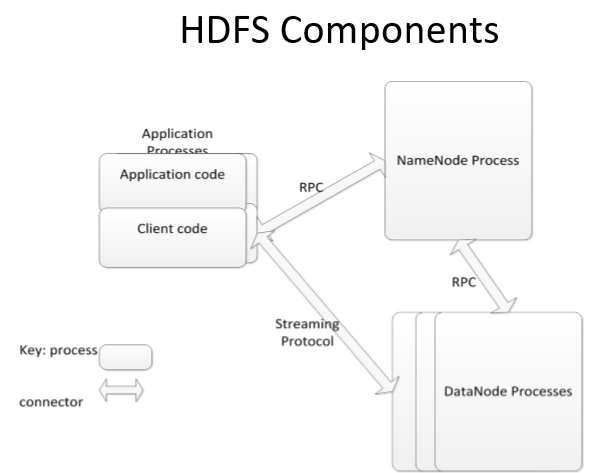 HDFS Components
Application
Processes
Application code
Client code
RPC
NameNode Process
RPC
Streaming
Protocol
DataNode Processes
Key: process
connector